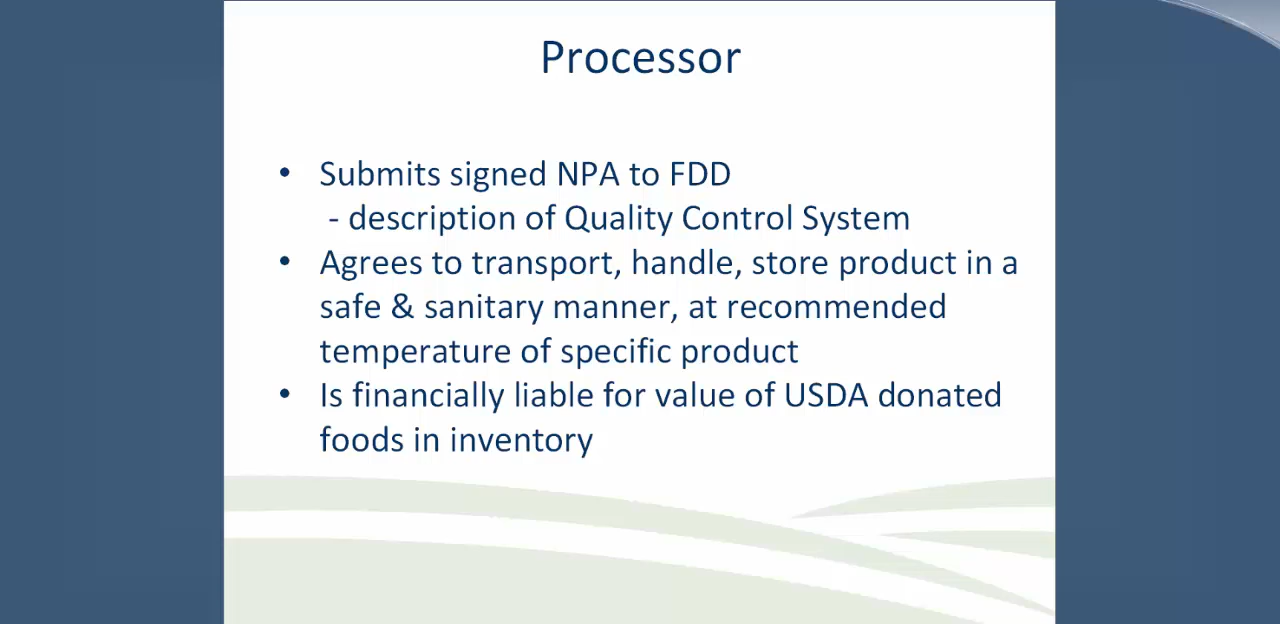 Processor
• Submits signed NPA to FDD
- description of Quality Control System
• Agrees to transport, handle, store product in a
safe & sanitary manner, at recommended
temperature of specific product
• Is financially liable for value of USDA donated
foods in inventory